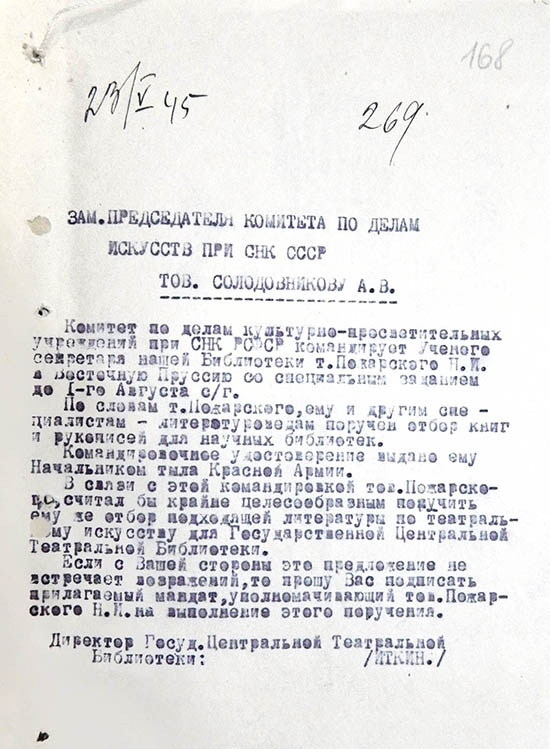 168
23/V 45
269.
ЗАМ.ПРЕДСЕДАТЕЛЯ КОМИТЕТА ПО ДЕЛАМ
ИСКУССТВ ПРИ СНК СССР
ТОВ. СОЛОДОВНИКОВУ А.В.
Комитет по делам культурно-просветительных
учреждений при СНК РСФСР командирует Ученого
секретаря нашей Библиотеки т.Пожарского Н.И.
в Восточную Пруссию со специальным заданием
до I-го Августа с/г.
По словам т.Пожарского,ему и другим спе -
циалистам - литературоведам поручен отбор книг
и рукописей для научных библиотек.
Командировочное удостоверение выдано ему
Начальником тыла Красной Армии.
В связи с этой командировкой тов.Пожарско-
го,считал бы крайне целесообразным поручить
ему же отбор подходящей литературы по театраль-
ному искусству для Государственной Центральной
Театральной Библиотеки.
Если с Вашей стороны это предложение не
встречает возражений,то прошу Вас подписать
прилагаемый мандат,уполномачивающий тов.Пожар-
ского Н.И.на выполнение этого поручения.
Директор Госуд.Центральной Театральной
Библиотеки: /ИТКИН./